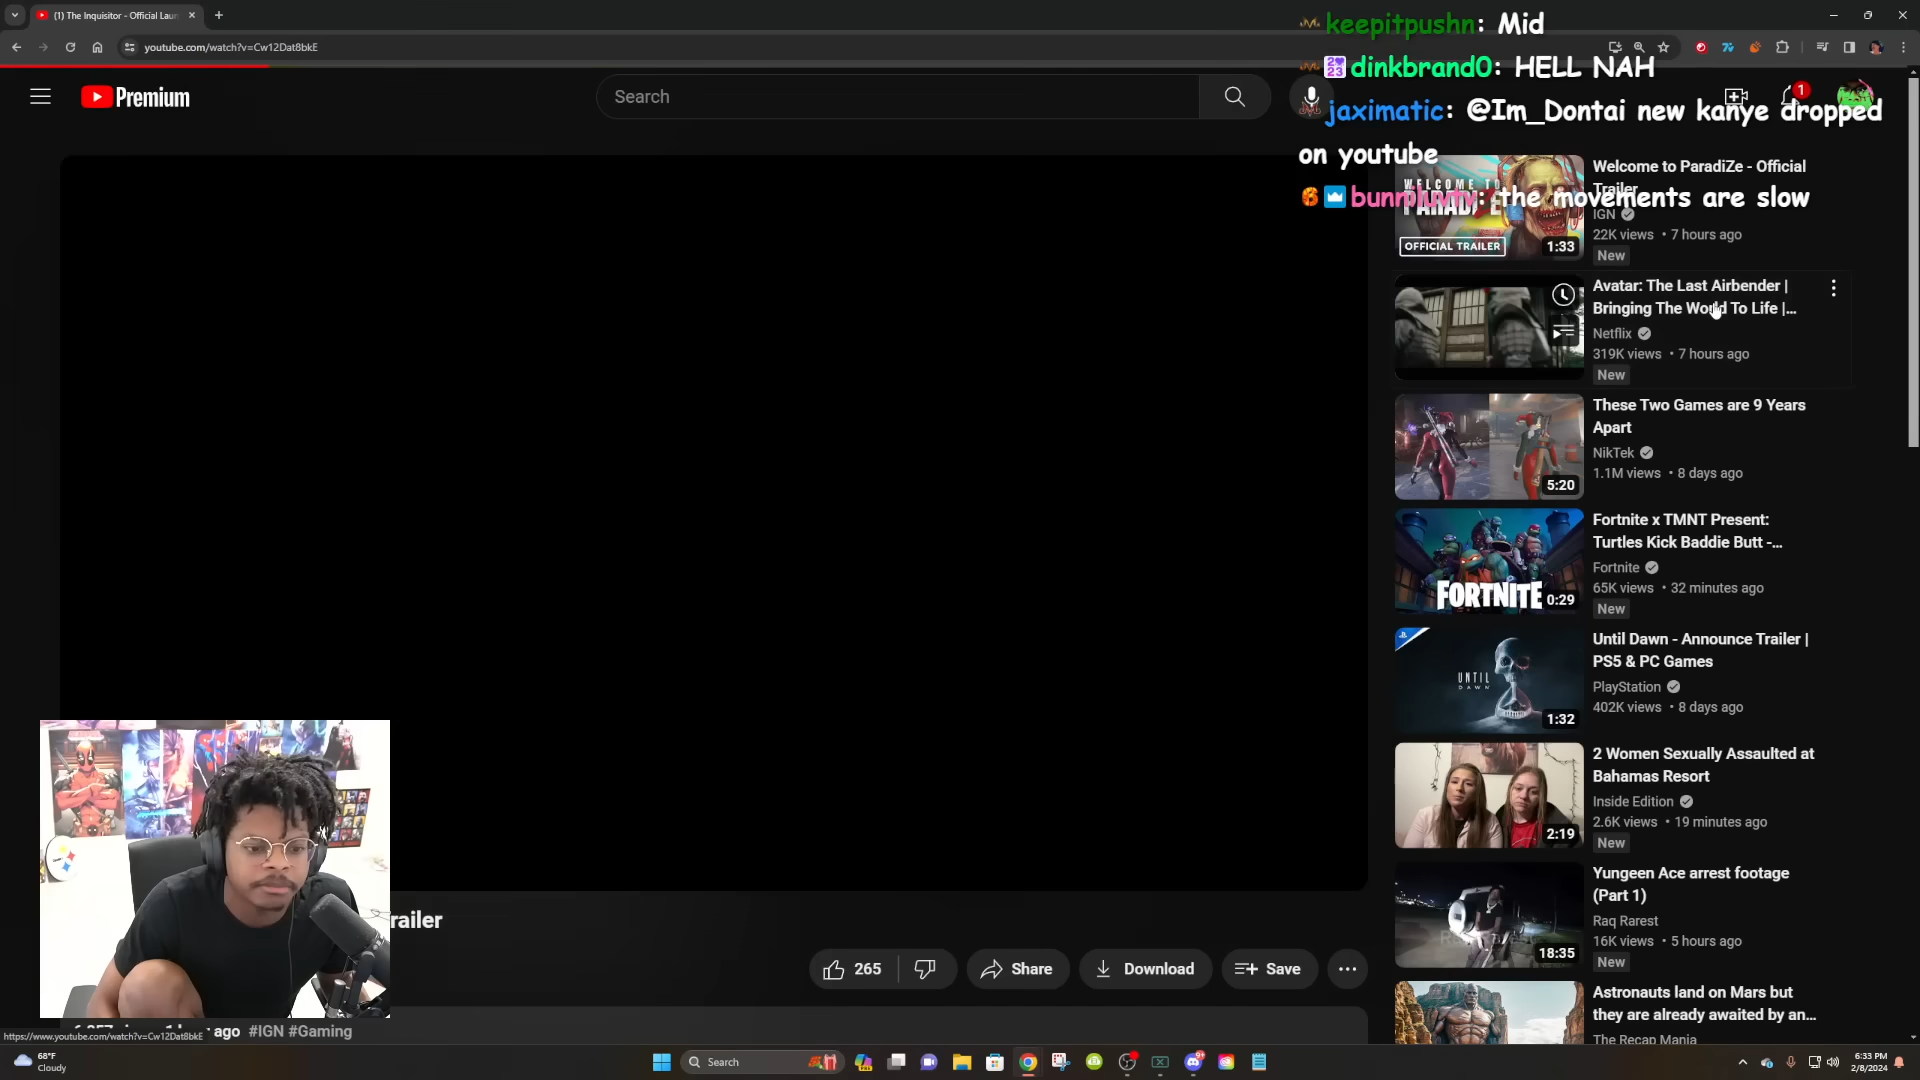 (1) The Inquisitor - Official Laun
youtube.com/watch?v=Cw12Dat8bkE
keepitpushn: Mid
dinkbrand0: HELL NAH
jaximatic: @Im_Dontai new kanye dropped
on youtube
bunniluvtv: the movements are slow
Premium
Search
1
WELCOME TO
OFFICIAL TRAILER
1:33
Welcome to ParadiZe - Official
Trailer
IGN
22K views • 7 hours ago
New
Avatar: The Last Airbender |
Bringing The World To Life |...
Netflix
319K views • 7 hours ago
New
5:20
These Two Games are 9 Years
Apart
NikTek
1.1M views • 8 days ago
FORTNITE
0:29
Fortnite x TMNT Present:
Turtles Kick Baddie Butt -...
Fortnite
65K views • 32 minutes ago
New
UNTIL
DAWN
1:32
Until Dawn - Announce Trailer |
PS5 & PC Games
PlayStation
402K views • 8 days ago
2:19
2 Women Sexually Assaulted at
Bahamas Resort
Inside Edition
2.6K views • 19 minutes ago
New
18:35
Yungeen Ace arrest footage
(Part 1)
Raq Rarest
16K views • 5 hours ago
New
Astronauts land on Mars but
they are already awaited by an...
The Recap Mania
railer
265
Share
Download
Save
ago #IGN #Gaming
https://www.youtube.com/watch?v=Cw12Dat8bkE
68°F
Cloudy
Search
6:33 PM
2/8/2024